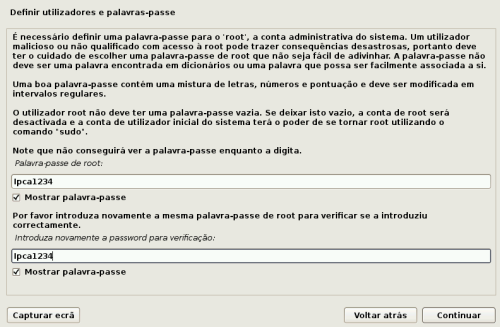 Definir utilizadores e palavras-passe
É necessário definir uma palavra-passe para o 'root', a conta administrativa do sistema. Um utilizador
malicioso ou não qualificado com acesso à root pode trazer consequências desastrosas, portanto deve
ter o cuidado de escolher uma palavra-passe de root que não seja fácil de adivinhar. A palavra-passe não
deve ser uma palavra encontrada em dicionários ou uma palavra que possa ser facilmente associada a si.
Uma boa palavra-passe contém uma mistura de letras, números e pontuação e deve ser modificada em
intervalos regulares.
O utilizador root não deve ter uma palavra-passe vazia. Se deixar isto vazio, a conta de root será
desactivada e a conta de utilizador inicial do sistema terá o poder de se tornar root utilizando o
comando "sudo".
Note que não conseguirá ver a palavra-passe enquanto a digita.
Palavra-passe de root:
Ipca1234
Mostrar palavra-passe
Por favor introduza novamente a mesma palavra-passe de root para verificar se a introduziu
correctamente.
Introduza novamente a password para verificação:
Ipca1234
Mostrar palavra-passe
Capturar ecrã
Voltar atrás
Continuar